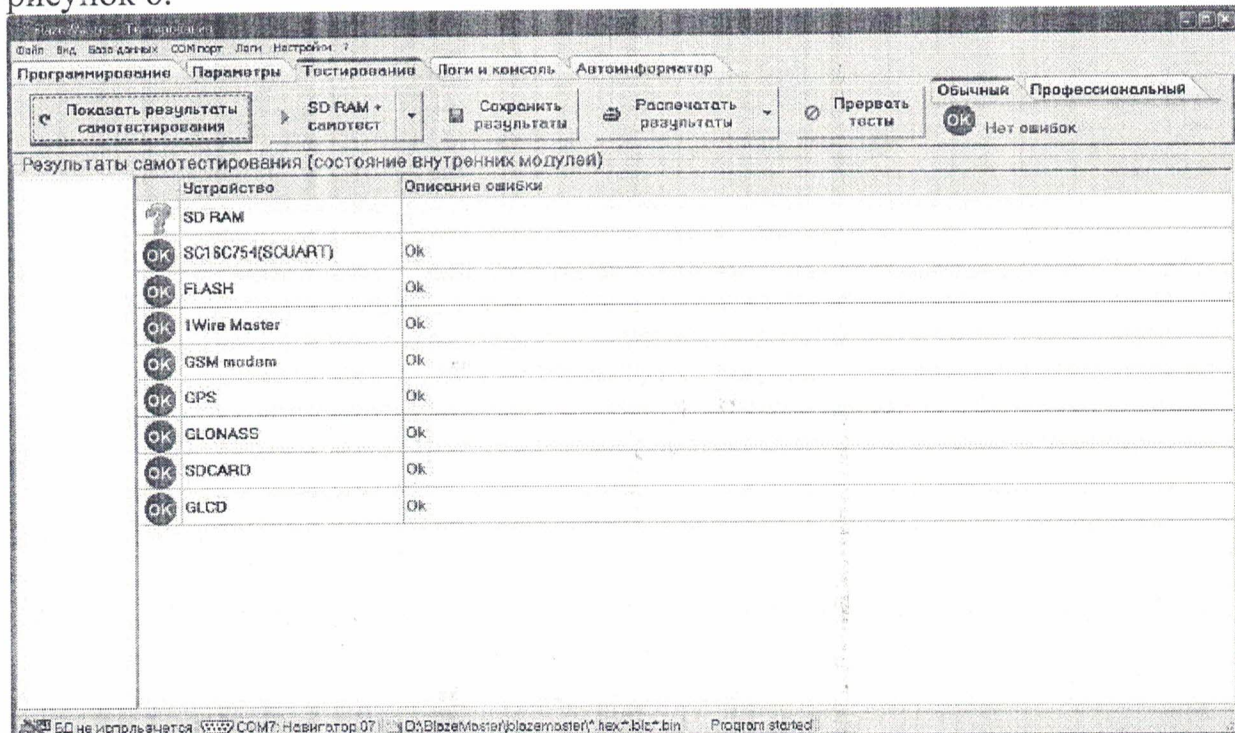 рисунок 6.
Тестирование
Файл Вид База данных COMпорт Логи Настройки ?
Программирование Параметры Тестирование Логи и консоль Автоинформатор
Показать результаты самотестирования
SD RAM + самотест
Сохранить результаты
Распечатать результаты
Прервать тесты
Обычный Профессиональный
OK Нет ошибок
Результаты самотестирования (состояние внутренних модулей)
Устройство Описание ошибки
? SD RAM
OK SC16C754(SCUART) Ok
OK FLASH Ok
OK 1Wire Master Ok
OK GSM modem Ok
OK GPS Ok
OK GLONASS Ok
OK SDCARD Ok
OK GLCD Ok
БД не используется COM7: Навигатор.07 D:\BlazeMaster\blazemaster\*.hex*.blz*.bin Program started